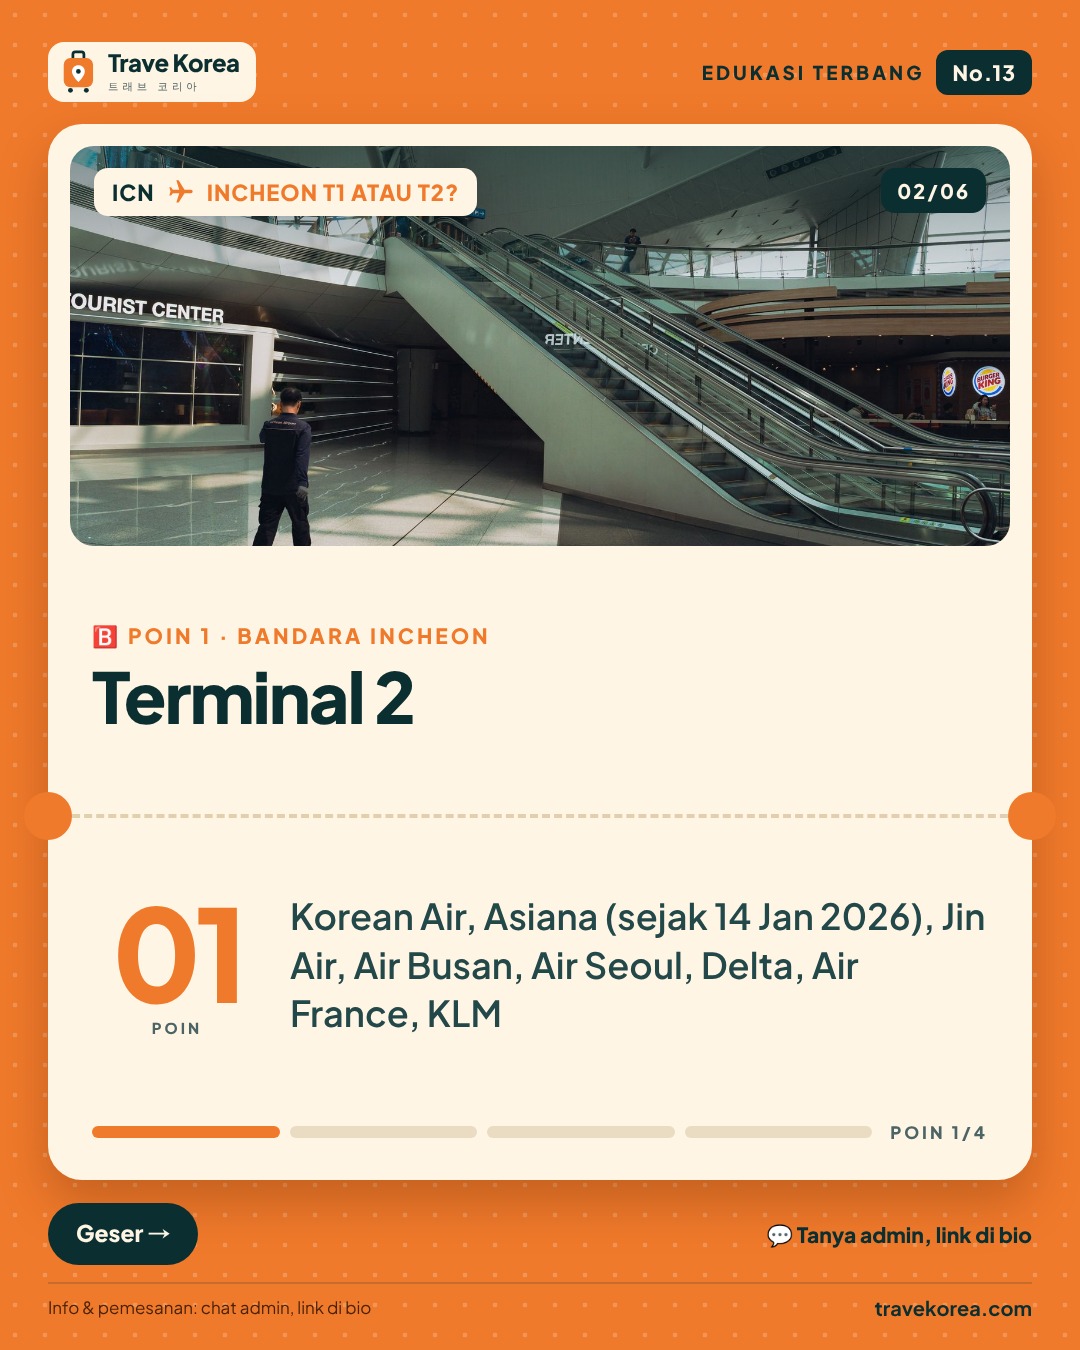 Trave Korea
트래브 코리아
EDUKASI TERBANG
No.13
ICN ✈ INCHEON T1 ATAU T2?
02/06
TOURIST CENTER
BURGER KING
🅱 POIN 1 · BANDARA INCHEON
Terminal 2
01
POIN
Korean Air, Asiana (sejak 14 Jan 2026), Jin
Air, Air Busan, Air Seoul, Delta, Air
France, KLM
POIN 1/4
Geser →
💬 Tanya admin, link di bio
Info & pemesanan: chat admin, link di bio
travekorea.com